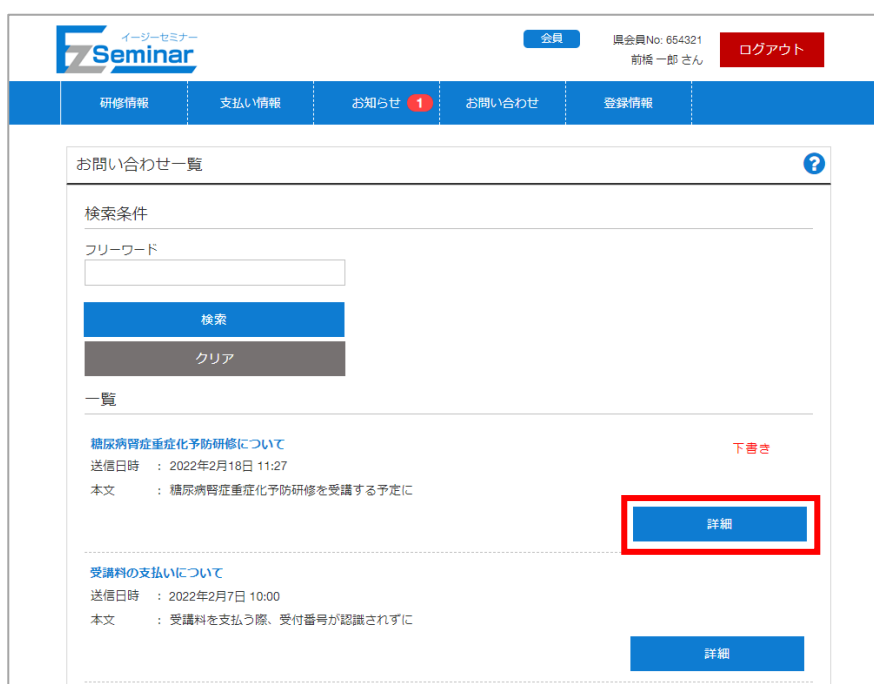 イージーセミナー
EZSeminar
会員
県会員No: 654321
前橋 一郎 さん
ログアウト
研修情報 支払い情報 お知らせ 1 お問い合わせ 登録情報
お問い合わせ一覧 ?
検索条件
フリーワード
検索
クリア
一覧
糖尿病腎症重症化予防研修について
下書き
送信日時 : 2022年2月18日 11:27
本文 : 糖尿病腎症重症化予防研修を受講する予定に
詳細
受講料の支払いについて
送信日時 : 2022年2月7日 10:00
本文 : 受講料を支払う際、受付番号が認識されずに
詳細